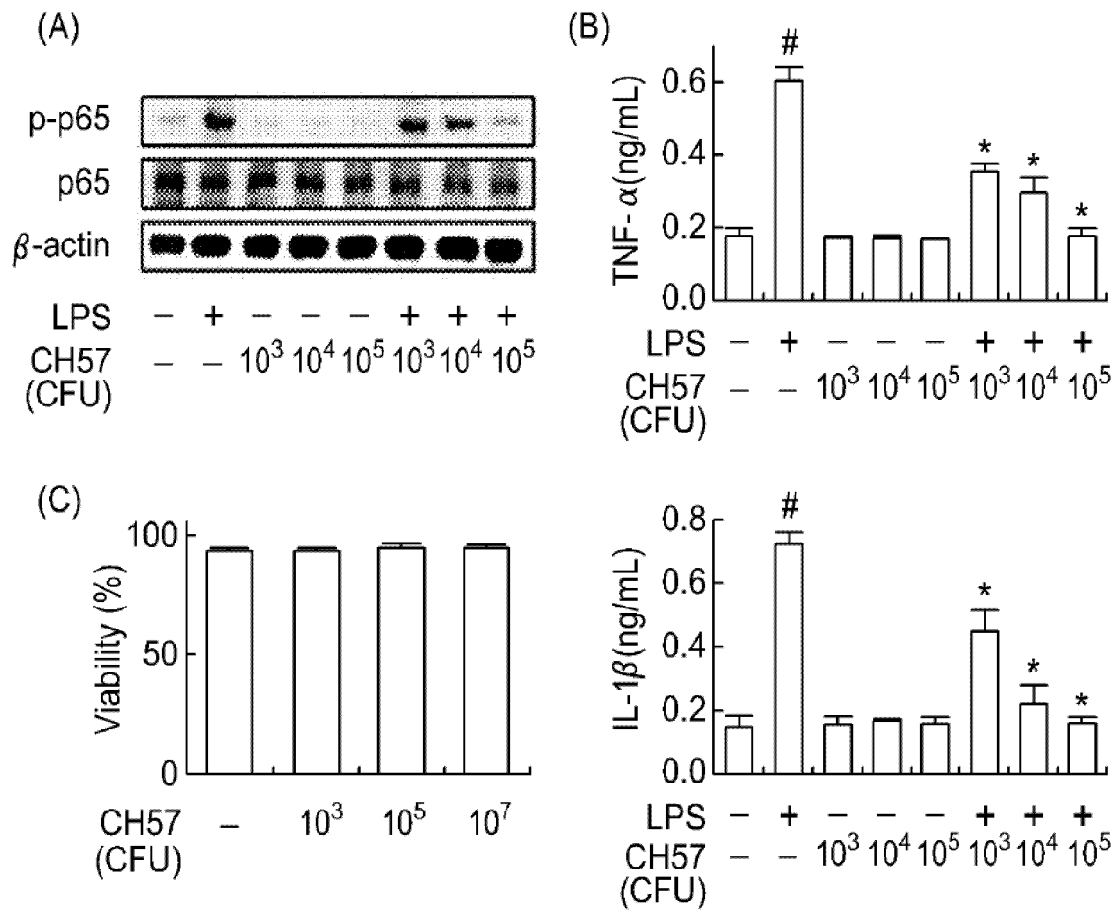 (A)
p-p65
p65
β-actin
LPS − + − − − + + +
CH57 − − 10³ 10⁴ 10⁵ 10³ 10⁴ 10⁵
(CFU)
(B)
TNF-α(ng/mL)
0.6
0.4
0.2
0.0
#
*
*
*
LPS − + − − − + + +
CH57 − − 10³ 10⁴ 10⁵ 10³ 10⁴ 10⁵
(CFU)
(C)
Viability (%)
100
50
0
CH57 − 10³ 10⁵ 10⁷
(CFU)
IL-1β(ng/mL)
0.8
0.6
0.4
0.2
0.0
#
*
*
*
LPS − + − − − + + +
CH57 − − 10³ 10⁴ 10⁵ 10³ 10⁴ 10⁵
(CFU)